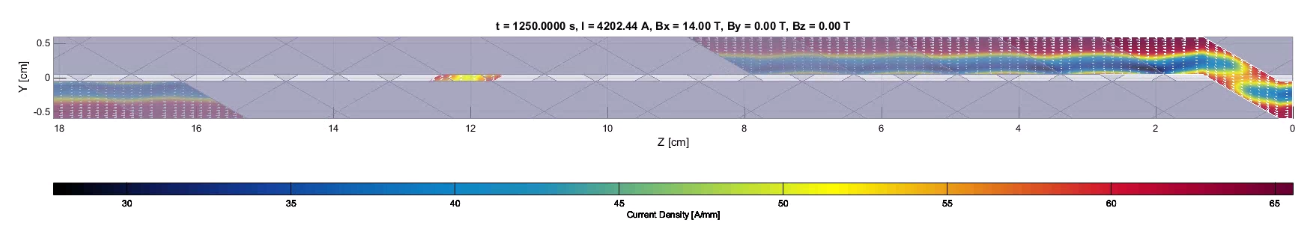 t = 1250.0000 s, I = 4202.44 A, Bx = 14.00 T, By = 0.00 T, Bz = 0.00 T
Y [cm]
0.5
0
-0.5
18 16 14 12 10 8 6 4 2 0
Z [cm]
30 35 40 45 50 55 60 65
Current Density [A/mm]